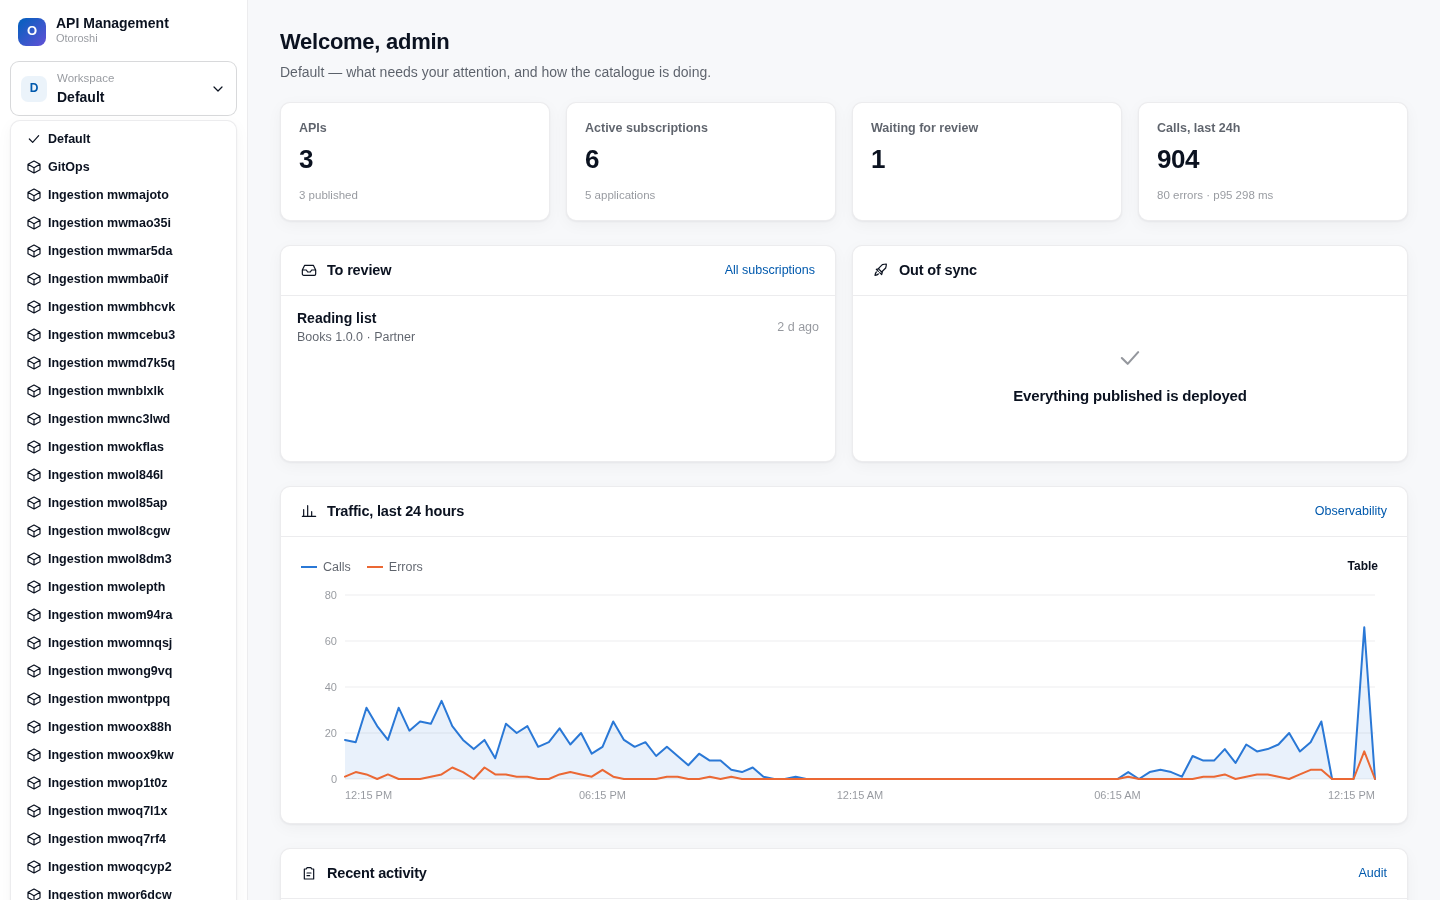 O
API Management
Otoroshi
D
Workspace
Default
Default
GitOps
Ingestion mwmajoto
Ingestion mwmao35i
Ingestion mwmar5da
Ingestion mwmba0if
Ingestion mwmbhcvk
Ingestion mwmcebu3
Ingestion mwmd7k5q
Ingestion mwnblxlk
Ingestion mwnc3lwd
Ingestion mwokflas
Ingestion mwol846l
Ingestion mwol85ap
Ingestion mwol8cgw
Ingestion mwol8dm3
Ingestion mwolepth
Ingestion mwom94ra
Ingestion mwomnqsj
Ingestion mwong9vq
Ingestion mwontppq
Ingestion mwoox88h
Ingestion mwoox9kw
Ingestion mwop1t0z
Ingestion mwoq7l1x
Ingestion mwoq7rf4
Ingestion mwoqcyp2
Ingestion mwor6dcw
Welcome, admin
Default — what needs your attention, and how the catalogue is doing.
APIs
3
3 published
Active subscriptions
6
5 applications
Waiting for review
1
Calls, last 24h
904
80 errors · p95 298 ms
To review
All subscriptions
Reading list
Books 1.0.0 · Partner
2 d ago
Out of sync
Everything published is deployed
Traffic, last 24 hours
Observability
Calls
Errors
Table
80
60
40
20
0
12:15 PM
06:15 PM
12:15 AM
06:15 AM
12:15 PM
Recent activity
Audit